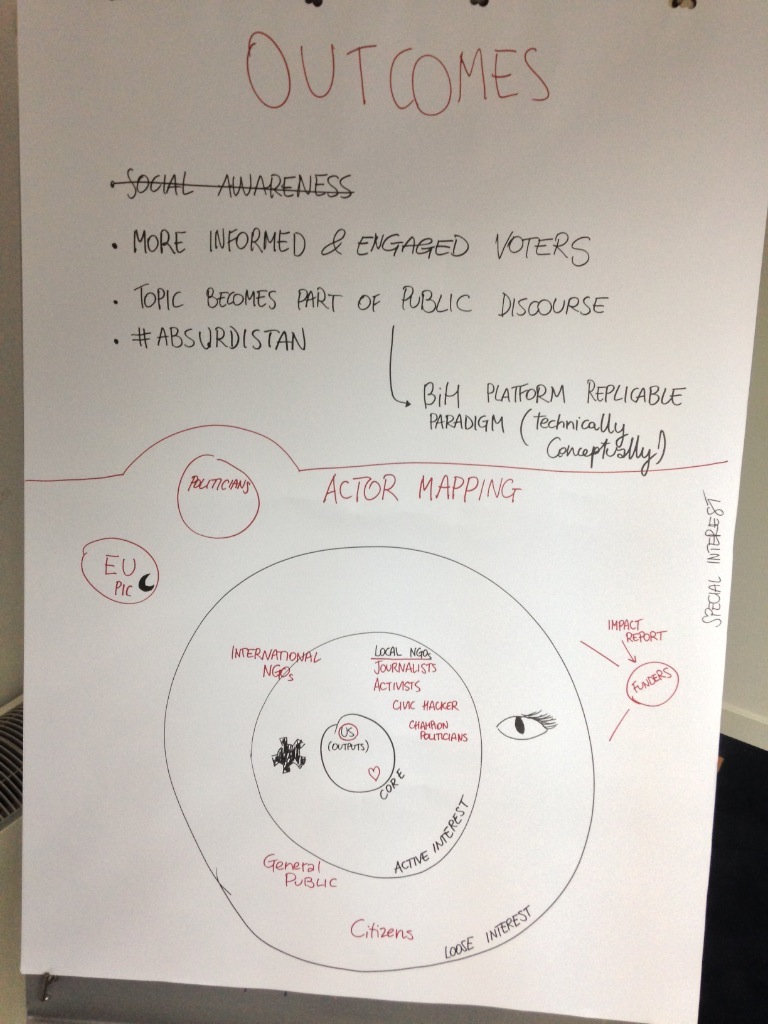 OUTCOMES
• SOCIAL AWARENESS
• MORE INFORMED & ENGAGED VOTERS
• TOPIC BECOMES PART OF PUBLIC DISCOURSE
• #ABSURDISTAN
BiH PLATFORM REPLICABLE
PARADIGM (technically
Conceptually!)
POLITICIANS
ACTOR MAPPING
SPECIAL INTEREST
EU
PIC
IMPACT
REPORT
FUNDERS
INTERNATIONAL
NGOs
LOCAL NGOs
JOURNALISTS
ACTIVISTS
CIVIC HACKER
CHAMPION
POLITICIANS
US
(OUTPUTS)
CORE
ACTIVE INTEREST
General
PUBLIC
Citizens
LOOSE INTEREST